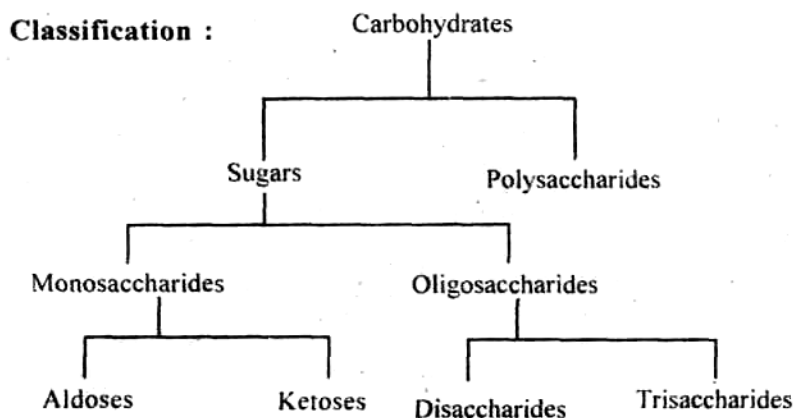 Classification :
Carbohydrates
Sugars
Polysaccharides
Monosaccharides
Oligosaccharides
Aldoses
Ketoses
Disaccharides
Trisaccharides